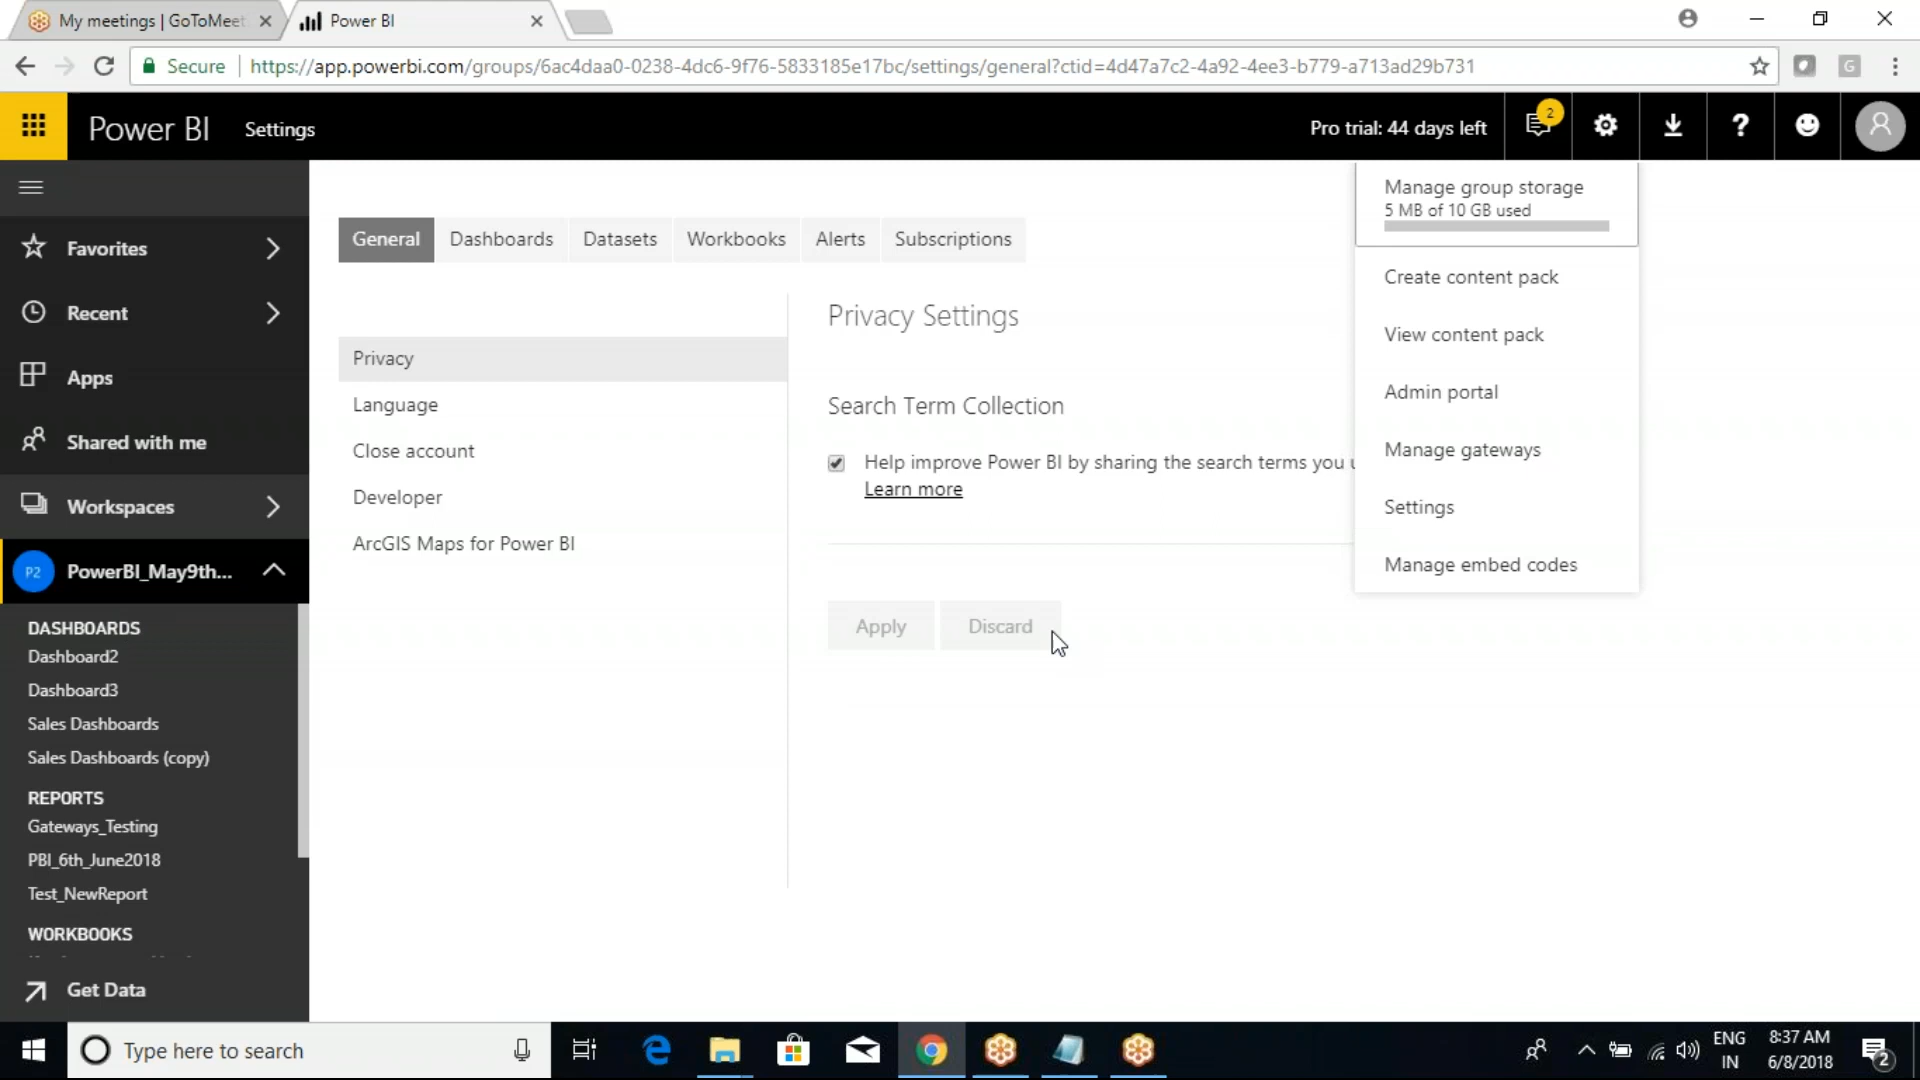 My meetings | GoToMeet
Power BI
Secure
https://app.powerbi.com/groups/6ac4daa0-0238-4dc6-9f76-5833185e17bc/settings/general?ctid=4d47a7c2-4a92-4ee3-b779-a713ad29b731
G
Power BI
Settings
Pro trial: 44 days left
2
?
Favorites
Recent
Apps
Shared with me
Workspaces
P2
PowerBI_May9th...
DASHBOARDS
Dashboard2
Dashboard3
Sales Dashboards
Sales Dashboards (copy)
REPORTS
Gateways_Testing
PBI_6th_June2018
Test_NewReport
WORKBOOKS
Get Data
General
Dashboards
Datasets
Workbooks
Alerts
Subscriptions
Privacy
Language
Close account
Developer
ArcGIS Maps for Power BI
Privacy Settings
Search Term Collection
Help improve Power BI by sharing the search terms you
Learn more
Apply
Discard
Manage group storage
5 MB of 10 GB used
Create content pack
View content pack
Admin portal
Manage gateways
Settings
Manage embed codes
Type here to search
ENG
IN
8:37 AM
6/8/2018
2